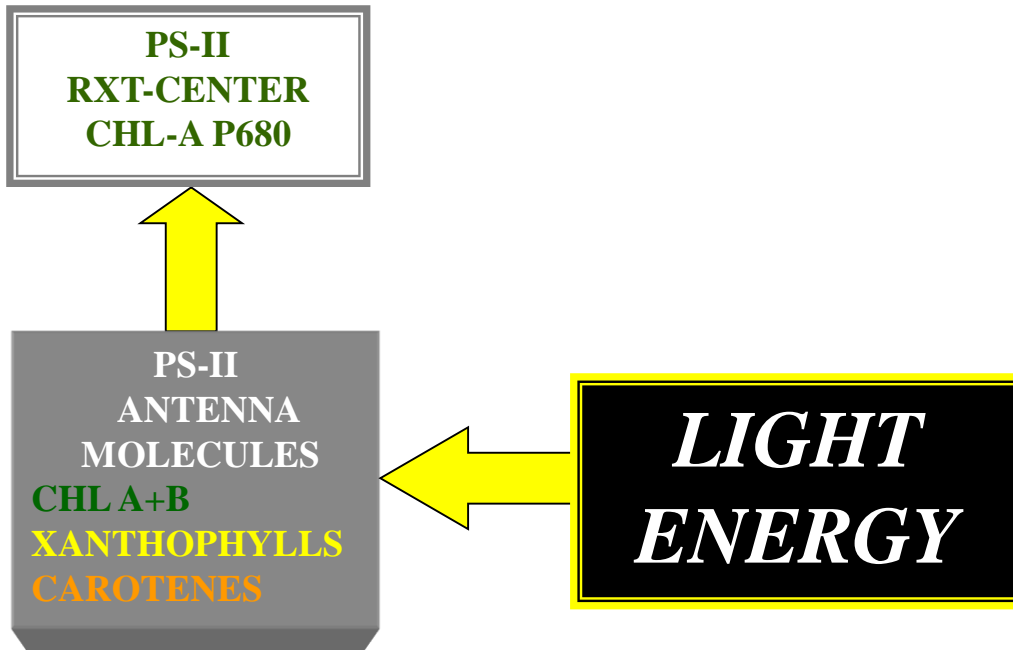 PS-II
RXT-CENTER
CHL-A P680
PS-II
ANTENNA
MOLECULES
CHL A+B
XANTHOPHYLLS
CAROTENES
LIGHT
ENERGY